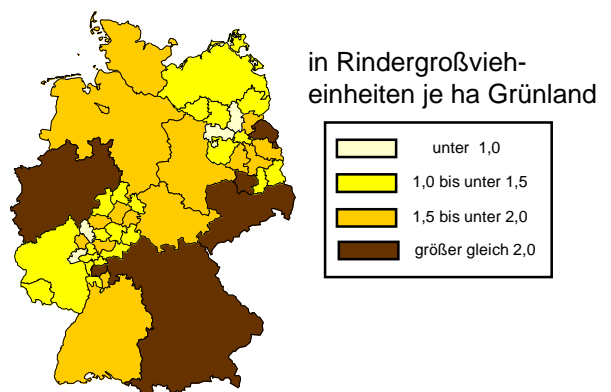 in Rindergroßvieh-
einheiten je ha Grünland
unter 1,0
1,0 bis unter 1,5
1,5 bis unter 2,0
größer gleich 2,0